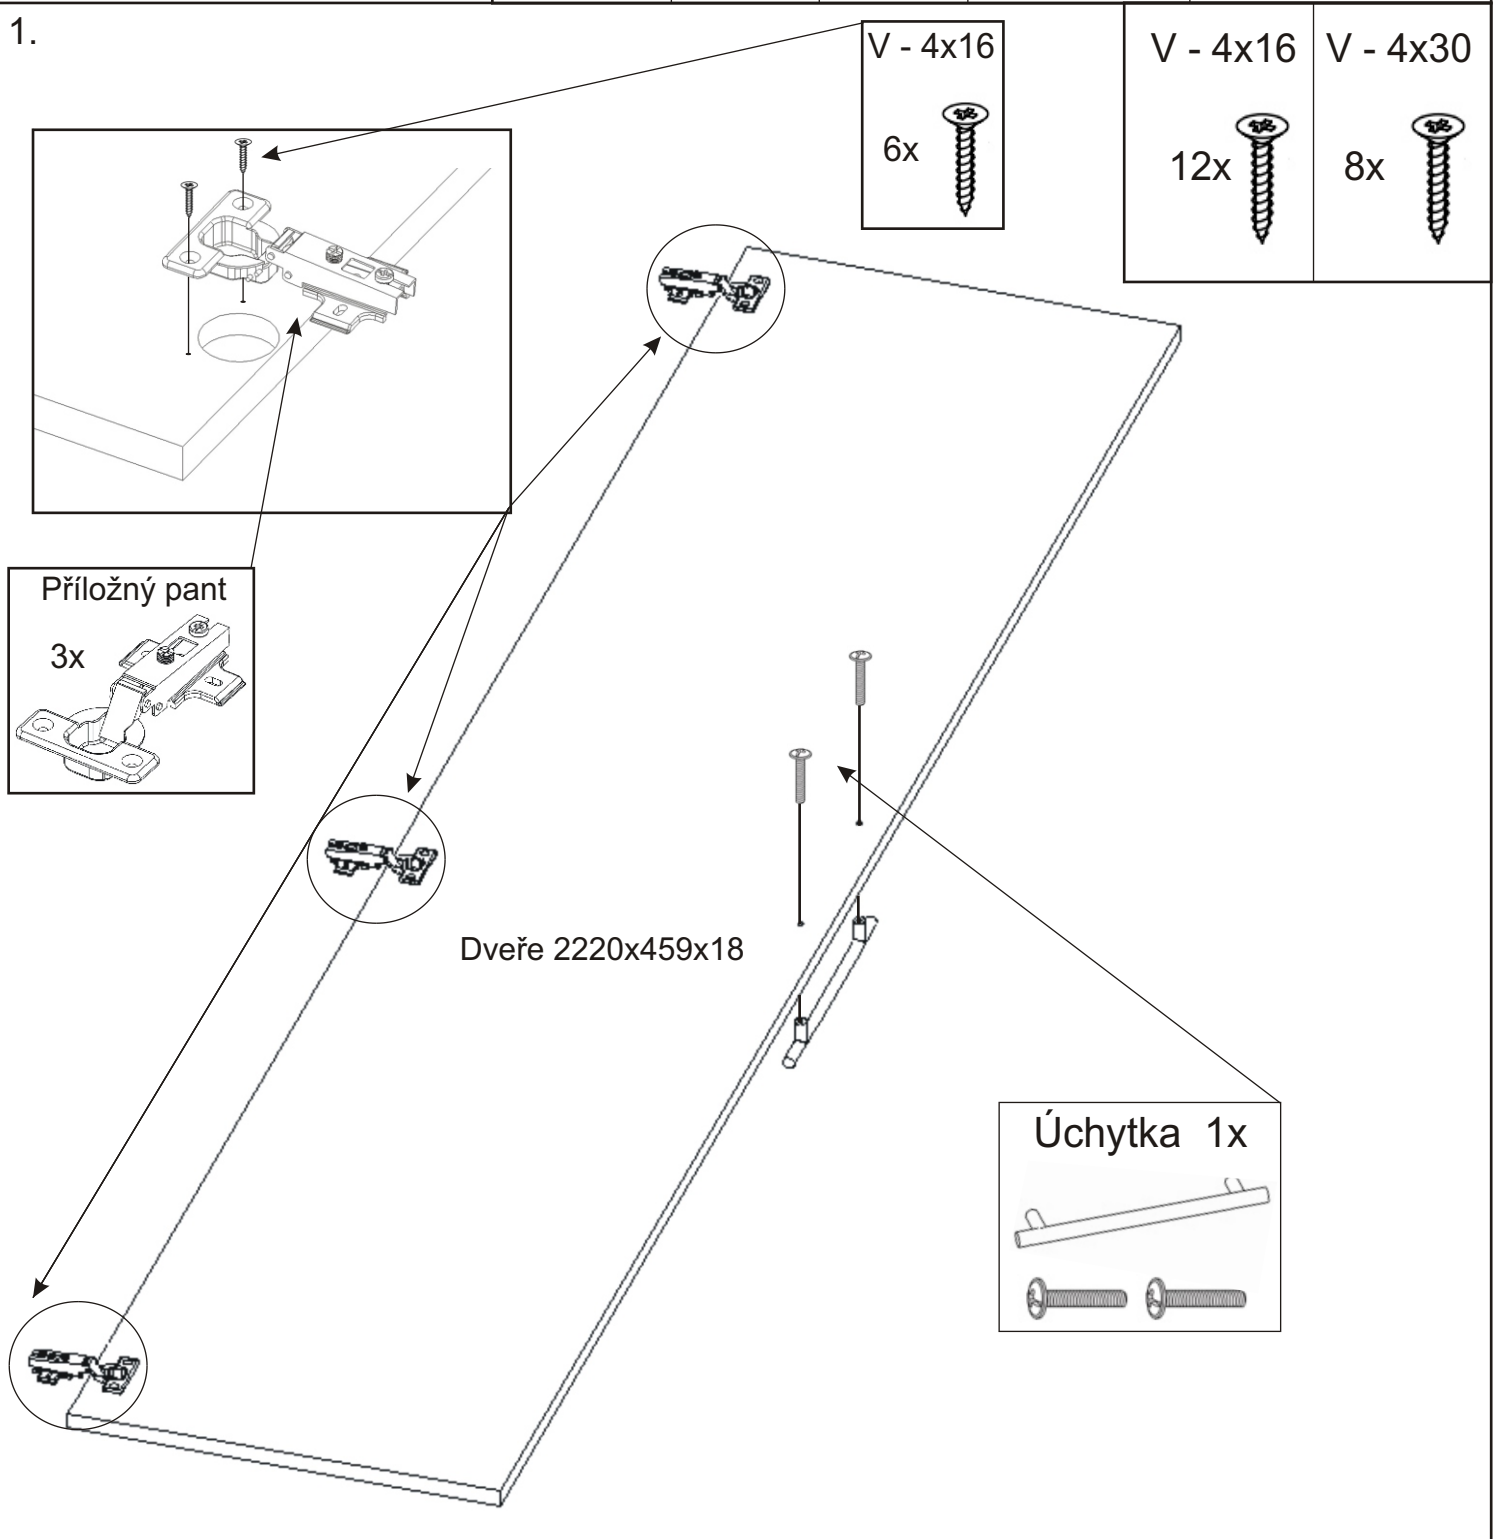 1.
V - 4x16
6x
V - 4x16
12x
V - 4x30
8x
Příložný pant
3x
Dveře 2220x459x18
Úchytka 1x